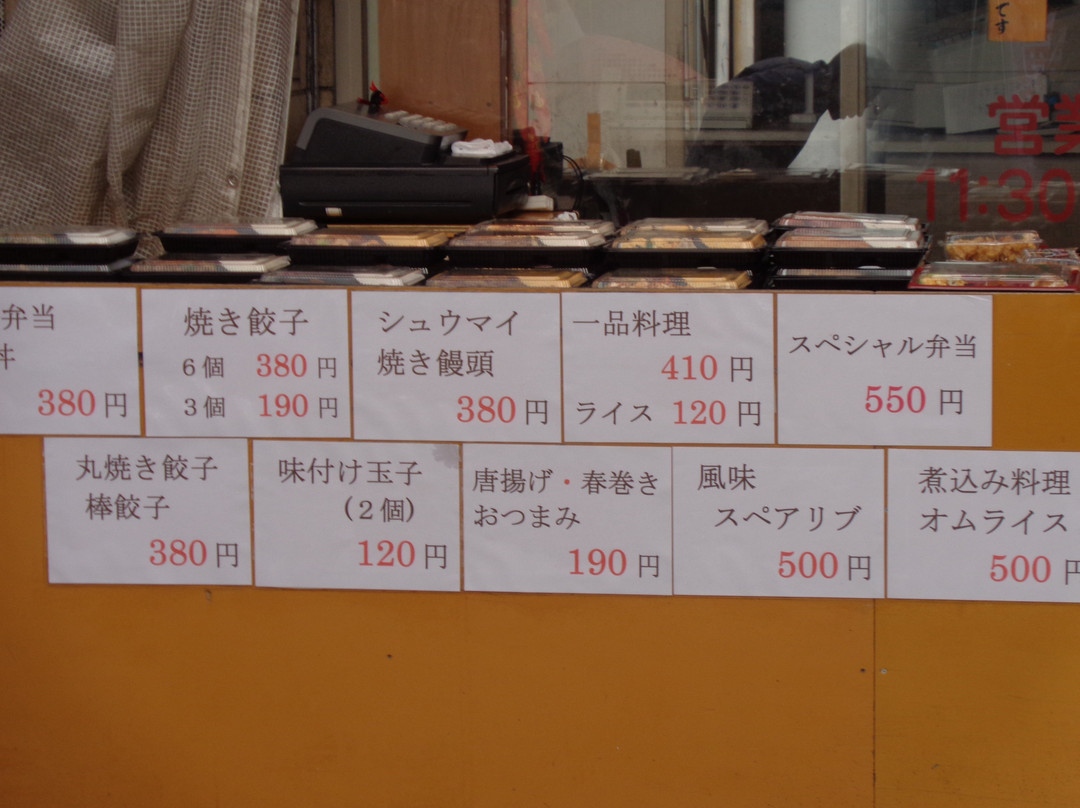 です
営業
11:30
弁当
丼
380円
焼き餃子
6個 380円
3個 190円
シュウマイ
焼き饅頭
380円
一品料理
410円
ライス 120円
スペシャル弁当
550円
丸焼き餃子
棒餃子
380円
味付け玉子
(2個)
120円
唐揚げ・春巻き
おつまみ
190円
風味
スペアリブ
500円
煮込み料理
オムライス
500円